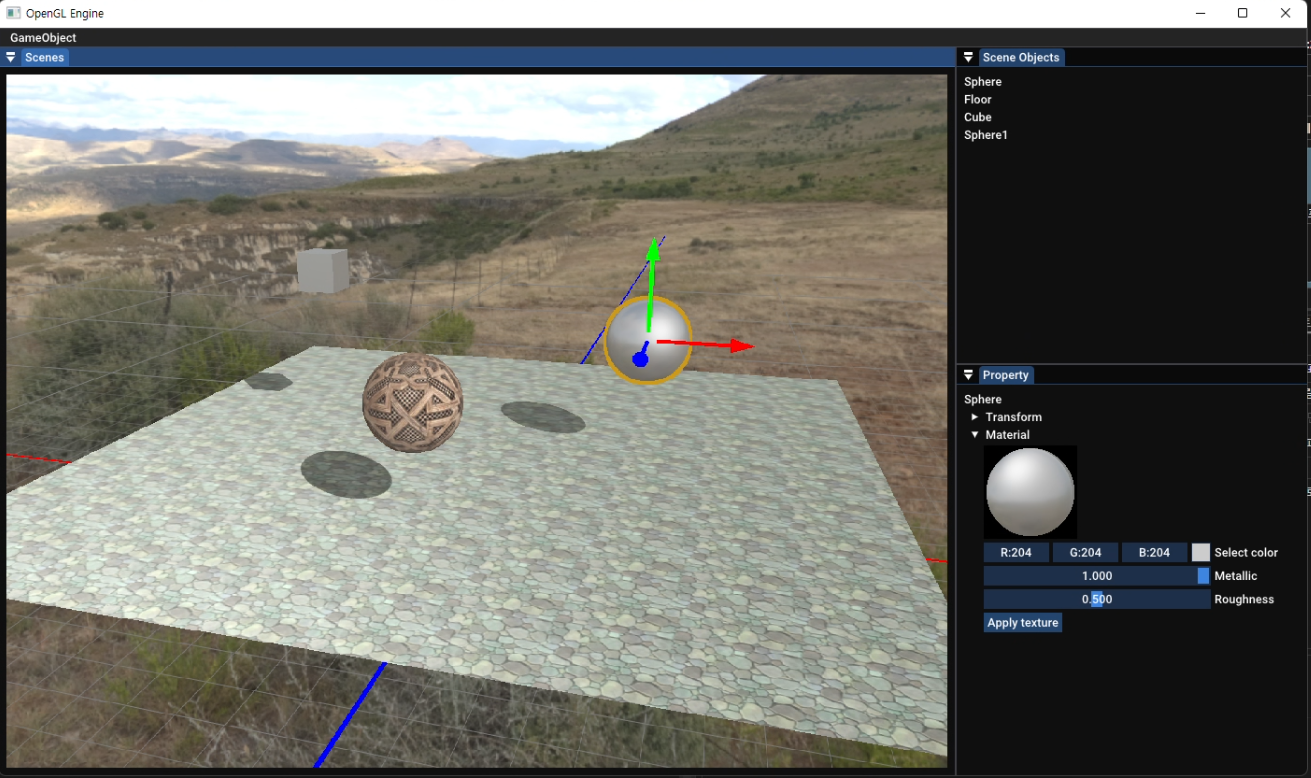 OpenGL Engine
GameObject
Scenes
Scene Objects
Sphere
Floor
Cube
Sphere1
Property
Sphere
Transform
Material
R:204 G:204 B:204 Select color
1.000 Metallic
0.500 Roughness
Apply texture